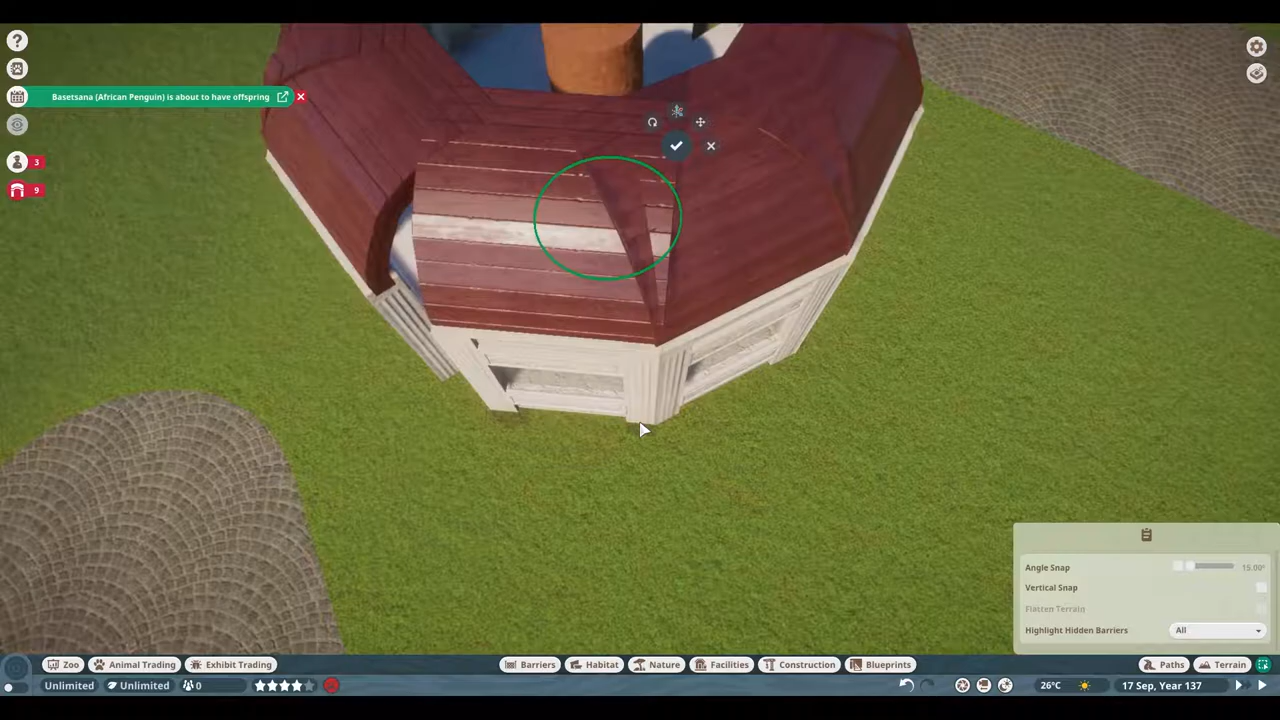 Basetsana (African Penguin) is about to have offspring
3
9
Angle Snap 15.00°
Vertical Snap
Flatten Terrain
Highlight Hidden Barriers All
Zoo Animal Trading Exhibit Trading Barriers Habitat Nature Facilities Construction Blueprints Paths Terrain
Unlimited Unlimited 0 26°C 17 Sep, Year 137